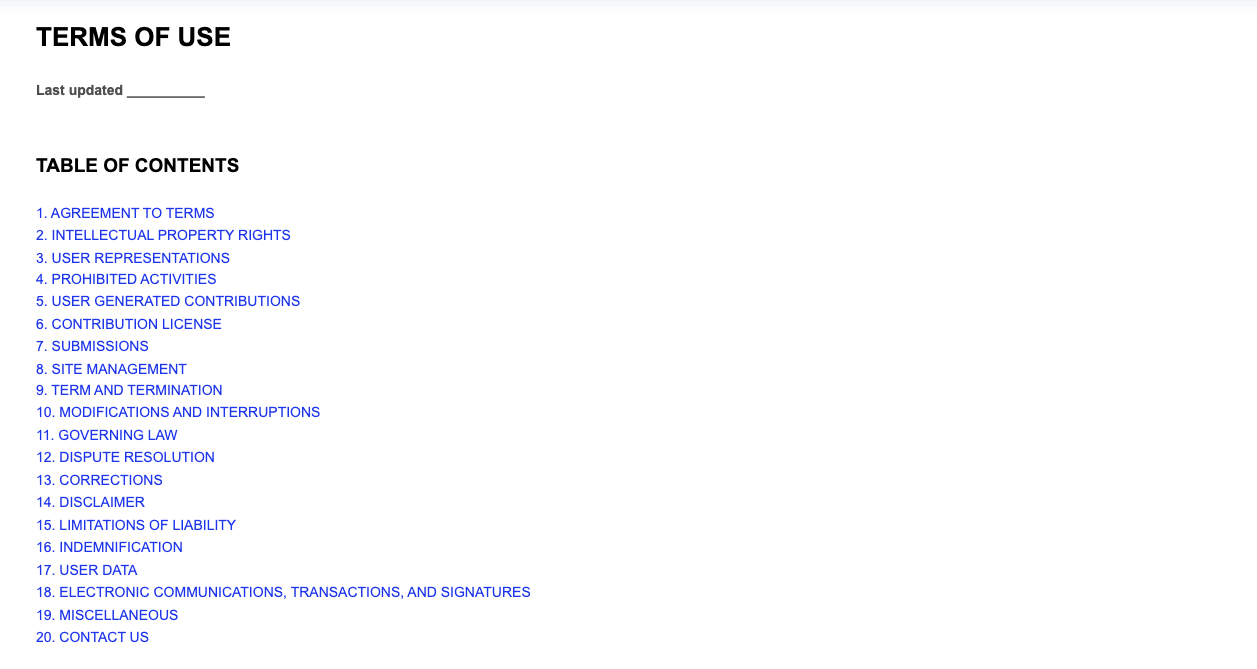 TERMS OF USE
Last updated __________
TABLE OF CONTENTS
1. AGREEMENT TO TERMS
2. INTELLECTUAL PROPERTY RIGHTS
3. USER REPRESENTATIONS
4. PROHIBITED ACTIVITIES
5. USER GENERATED CONTRIBUTIONS
6. CONTRIBUTION LICENSE
7. SUBMISSIONS
8. SITE MANAGEMENT
9. TERM AND TERMINATION
10. MODIFICATIONS AND INTERRUPTIONS
11. GOVERNING LAW
12. DISPUTE RESOLUTION
13. CORRECTIONS
14. DISCLAIMER
15. LIMITATIONS OF LIABILITY
16. INDEMNIFICATION
17. USER DATA
18. ELECTRONIC COMMUNICATIONS, TRANSACTIONS, AND SIGNATURES
19. MISCELLANEOUS
20. CONTACT US